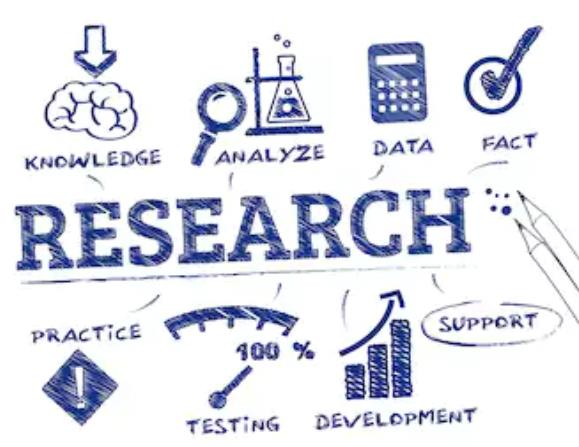 KNOWLEDGE
ANALYZE
DATA
FACT
RESEARCH
PRACTICE
!
100 %
TESTING
DEVELOPMENT
SUPPORT